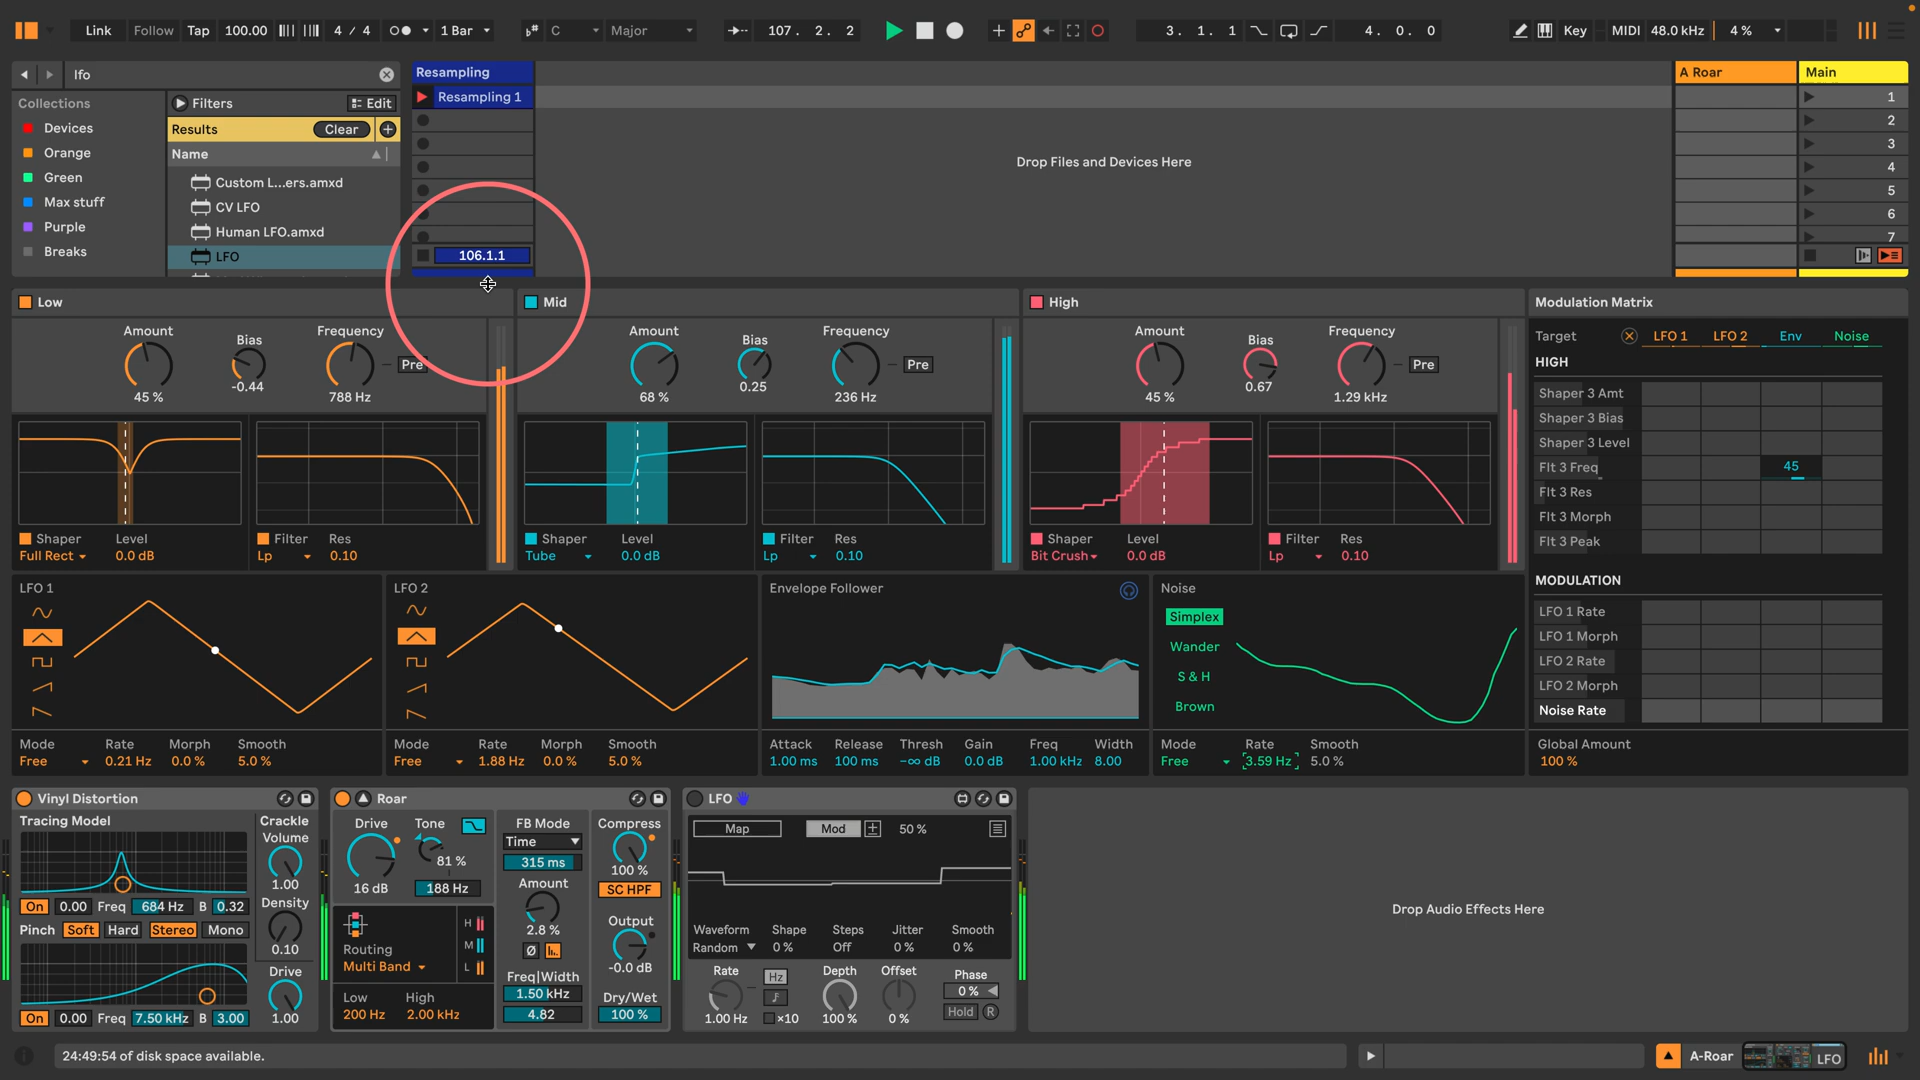 Link Follow Tap 100.00 4 / 4 1 Bar C Major 107. 2. 2 3. 1. 1 4. 0. 0 Key MIDI 48.0 kHz 4 %
lfo
Collections
Devices
Orange
Green
Max stuff
Purple
Breaks
Filters Edit
Results Clear
Name
Custom L...ers.amxd
CV LFO
Human LFO.amxd
LFO
Resampling
Resampling 1
106.1.1
Drop Files and Devices Here
A Roar
Main
1
2
3
4
5
6
7
Low
Amount Bias Frequency
45 % -0.44 788 Hz Pre
Shaper Level Filter Res
Full Rect 0.0 dB Lp 0.10
Mid
Amount Bias Frequency
68 % 0.25 236 Hz Pre
Shaper Level Filter Res
Tube 0.0 dB Lp 0.10
High
Amount Bias Frequency
45 % 0.67 1.29 kHz Pre
Shaper Level Filter Res
Bit Crush 0.0 dB Lp 0.10
Modulation Matrix
Target LFO 1 LFO 2 Env Noise
HIGH
Shaper 3 Amt
Shaper 3 Bias
Shaper 3 Level
Flt 3 Freq 45
Flt 3 Res
Flt 3 Morph
Flt 3 Peak
MODULATION
LFO 1 Rate
LFO 1 Morph
LFO 2 Rate
LFO 2 Morph
Noise Rate
Global Amount
100 %
LFO 1
Mode Rate Morph Smooth
Free 0.21 Hz 0.0 % 5.0 %
LFO 2
Mode Rate Morph Smooth
Free 1.88 Hz 0.0 % 5.0 %
Envelope Follower
Attack Release Thresh Gain Freq Width
1.00 ms 100 ms -∞ dB 0.0 dB 1.00 kHz 8.00
Noise
Simplex
Wander
S & H
Brown
Mode Rate Smooth
Free 3.59 Hz 5.0 %
Vinyl Distortion
Tracing Model
On 0.00 Freq 684 Hz B 0.32
Pinch Soft Hard Stereo Mono
On 0.00 Freq 7.50 kHz B 3.00
Crackle
Volume
1.00
Density
0.10
Drive
1.00
Roar
Drive Tone
81 %
16 dB 188 Hz
H
M
L
Routing
Multi Band
Low High
200 Hz 2.00 kHz
FB Mode
Time
315 ms
Amount
2.8 %
Ø
Freq|Width
1.50 kHz
4.82
Compress
100 %
SC HPF
Output
-0.0 dB
Dry/Wet
100 %
LFO
Map Mod 50 %
Waveform Shape Steps Jitter Smooth
Random 0 % Off 0 % 0 %
Rate Hz Depth Offset Phase
0 %
1.00 Hz ×10 100 % 0 % Hold R
Drop Audio Effects Here
24:49:54 of disk space available.
A-Roar LFO